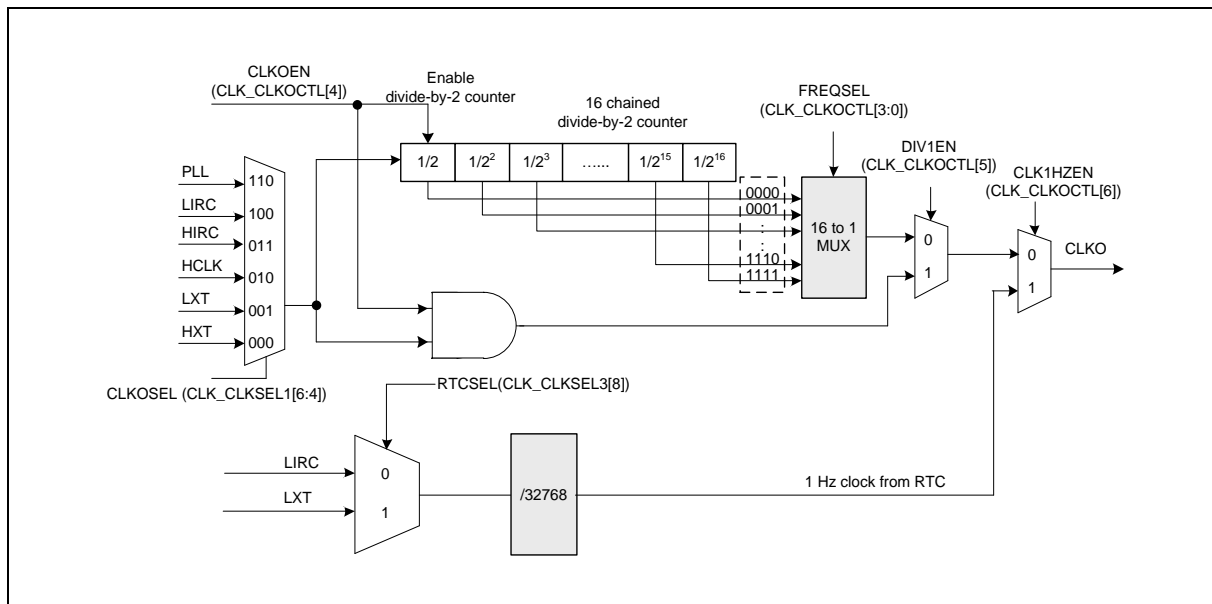 CLKOEN
(CLK_CLKOCTL[4])
Enable
divide-by-2 counter
16 chained
divide-by-2 counter
FREQSEL
(CLK_CLKOCTL[3:0])
DIV1EN
(CLK_CLKOCTL[5])
CLK1HZEN
(CLK_CLKOCTL[6])
1/2
1/2²
1/2³
…...
1/2¹⁵
1/2¹⁶
PLL
110
LIRC
100
HIRC
011
HCLK
010
LXT
001
HXT
000
CLKOSEL (CLK_CLKSEL1[6:4])
0000
0001
:
:
1110
1111
16 to 1
MUX
0
1
0
1
CLKO
RTCSEL(CLK_CLKSEL3[8])
LIRC
0
LXT
1
/32768
1 Hz clock from RTC